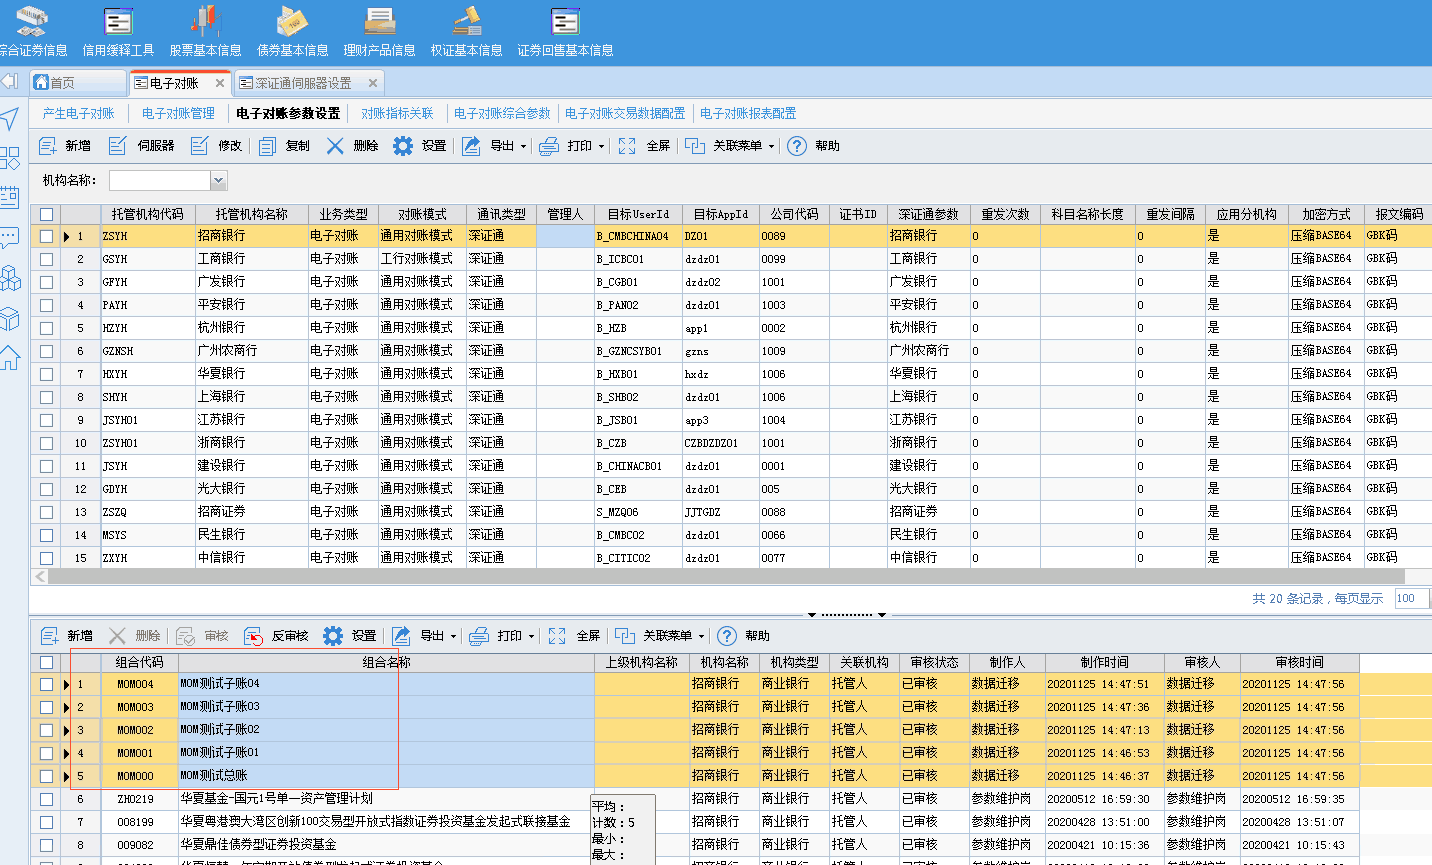 综合证券信息 信用缓释工具 股票基本信息 债券基本信息 理财产品信息 权证基本信息 证券回售基本信息
首页 电子对账 深证通伺服器设置
产生电子对账 电子对账管理 电子对账参数设置 对账指标关联 电子对账综合参数 电子对账交易数据配置 电子对账报表配置
新增 伺服器 修改 复制 删除 设置 导出 打印 全屏 关联菜单 帮助
机构名称：
托管机构代码 托管机构名称 业务类型 对账模式 通讯类型 管理人 目标UserId 目标AppId 公司代码 证书ID 深证通参数 重发次数 科目名称长度 重发间隔 应用分机构 加密方式 报文编码
1 ZSYH 招商银行 电子对账 通用对账模式 深证通 B_CMBCHINA04 DZ01 0089 招商银行 0 0 是 压缩BASE64 GBK码
2 GSYH 工商银行 电子对账 工行对账模式 深证通 B_ICBC01 dzdz01 0099 工商银行 0 0 是 压缩BASE64 GBK码
3 GFYH 广发银行 电子对账 通用对账模式 深证通 B_CGB01 dzdz02 1001 广发银行 0 0 是 压缩BASE64 GBK码
4 PAYH 平安银行 电子对账 通用对账模式 深证通 B_PAN02 dzdz01 1003 平安银行 0 0 是 压缩BASE64 GBK码
5 HZYH 杭州银行 电子对账 通用对账模式 深证通 B_HZB app1 0002 杭州银行 0 0 是 压缩BASE64 GBK码
6 GZNSH 广州农商行 电子对账 通用对账模式 深证通 B_GZNCSYB01 gzns 1009 广州农商行 0 0 是 压缩BASE64 GBK码
7 HXYH 华夏银行 电子对账 通用对账模式 深证通 B_HXB01 hxdz 1006 华夏银行 0 0 是 压缩BASE64 GBK码
8 SHYH 上海银行 电子对账 通用对账模式 深证通 B_SHB02 dzdz01 1006 上海银行 0 0 是 压缩BASE64 GBK码
9 JSYH01 江苏银行 电子对账 通用对账模式 深证通 B_JSB01 app3 1004 江苏银行 0 0 是 压缩BASE64 GBK码
10 ZSYH01 浙商银行 电子对账 通用对账模式 深证通 B_CZB CZBDZDZ01 1001 浙商银行 0 0 是 压缩BASE64 GBK码
11 JSYH 建设银行 电子对账 通用对账模式 深证通 B_CHINACB01 dzdz01 0001 建设银行 0 0 是 压缩BASE64 GBK码
12 GDYH 光大银行 电子对账 通用对账模式 深证通 B_CEB dzdz01 005 光大银行 0 0 是 压缩BASE64 GBK码
13 ZSZQ 招商证券 电子对账 通用对账模式 深证通 S_MZQ06 JJTGDZ 0088 招商证券 0 0 是 压缩BASE64 GBK码
14 MSYS 民生银行 电子对账 通用对账模式 深证通 B_CMBC02 dzdz01 0066 民生银行 0 0 是 压缩BASE64 GBK码
15 ZXYH 中信银行 电子对账 通用对账模式 深证通 B_CITIC02 dzdz01 0077 中信银行 0 0 是 压缩BASE64 GBK码
共 20 条记录，每页显示 100
新增 删除 审核 反审核 设置 导出 打印 全屏 关联菜单 帮助
组合代码 组合名称 上级机构名称 机构名称 机构类型 关联机构 审核状态 制作人 制作时间 审核人 审核时间
1 MOM004 MOM测试子账04 招商银行 商业银行 托管人 已审核 数据迁移 20201125 14:47:51 数据迁移 20201125 14:47:56
2 MOM003 MOM测试子账03 招商银行 商业银行 托管人 已审核 数据迁移 20201125 14:47:36 数据迁移 20201125 14:47:56
3 MOM002 MOM测试子账02 招商银行 商业银行 托管人 已审核 数据迁移 20201125 14:47:13 数据迁移 20201125 14:47:56
4 MOM001 MOM测试子账01 招商银行 商业银行 托管人 已审核 数据迁移 20201125 14:46:53 数据迁移 20201125 14:47:56
5 MOM000 MOM测试总账 招商银行 商业银行 托管人 已审核 数据迁移 20201125 14:46:37 数据迁移 20201125 14:47:56
6 ZH0219 华夏基金-国元1号单一资产管理计划 招商银行 商业银行 托管人 已审核 参数维护岗 20200512 16:59:30 参数维护岗 20200512 16:59:35
7 008199 华夏粤港澳大湾区创新100交易型开放式指数证券投资基金发起式联接基金 招商银行 商业银行 托管人 已审核 参数维护岗 20200428 13:51:00 参数维护岗 20200428 13:51:07
8 009082 华夏鼎佳债券型证券投资基金 招商银行 商业银行 托管人 已审核 参数维护岗 20200421 10:15:36 参数维护岗 20200421 10:15:43
平均：
计数：5
最小：
最大：